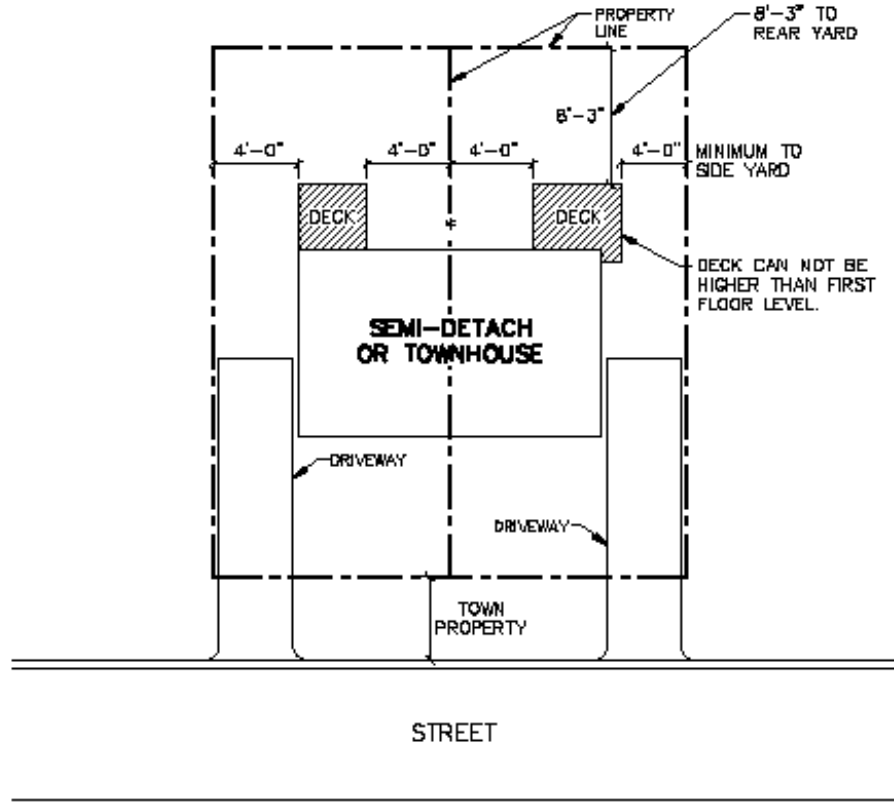 PROPERTY
LINE
8'-3" TO
REAR YARD
8'-3"
4'-0"
4'-0"
4'-0"
4'-0"
MINIMUM TO
SIDE YARD
DECK
DECK
DECK CAN NOT BE
HIGHER THAN FIRST
FLOOR LEVEL.
SEMI-DETACH
OR TOWNHOUSE
DRIVEWAY
DRIVEWAY
TOWN
PROPERTY
STREET